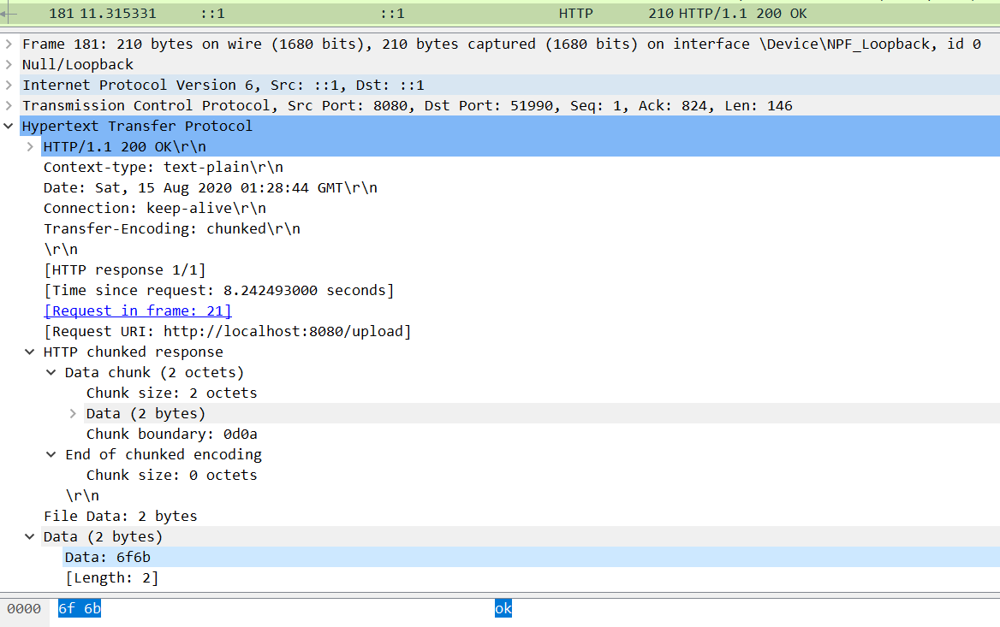 181 11.315331 ::1 ::1 HTTP 210 HTTP/1.1 200 OK
Frame 181: 210 bytes on wire (1680 bits), 210 bytes captured (1680 bits) on interface \Device\NPF_Loopback, id 0
Null/Loopback
Internet Protocol Version 6, Src: ::1, Dst: ::1
Transmission Control Protocol, Src Port: 8080, Dst Port: 51990, Seq: 1, Ack: 824, Len: 146
Hypertext Transfer Protocol
HTTP/1.1 200 OK\r\n
Context-type: text-plain\r\n
Date: Sat, 15 Aug 2020 01:28:44 GMT\r\n
Connection: keep-alive\r\n
Transfer-Encoding: chunked\r\n
\r\n
[HTTP response 1/1]
[Time since request: 8.242493000 seconds]
[Request in frame: 21]
[Request URI: http://localhost:8080/upload]
HTTP chunked response
Data chunk (2 octets)
Chunk size: 2 octets
Data (2 bytes)
Chunk boundary: 0d0a
End of chunked encoding
Chunk size: 0 octets
\r\n
File Data: 2 bytes
Data (2 bytes)
Data: 6f6b
[Length: 2]
0000 6f 6b ok